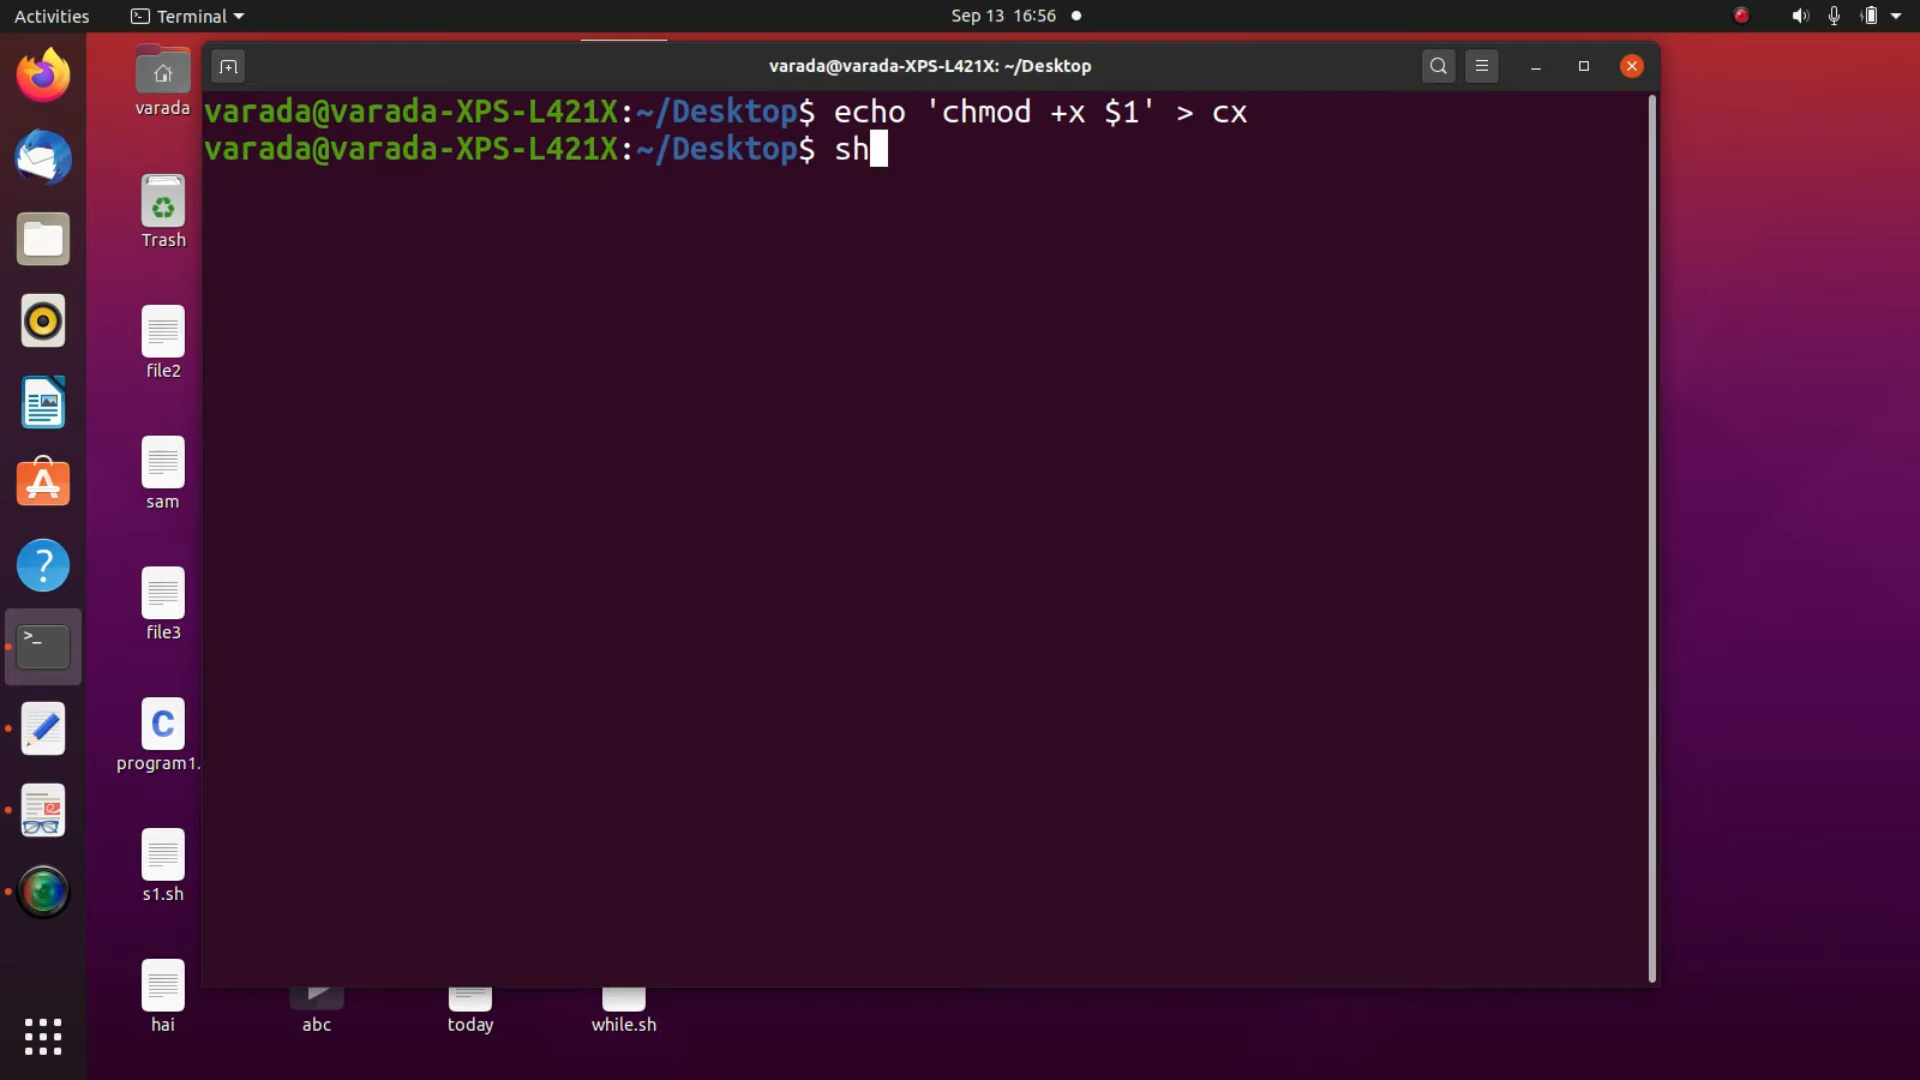 Activities
Terminal
Sep 13 16:56
varada@varada-XPS-L421X: ~/Desktop
varada@varada-XPS-L421X:~/Desktop$ echo 'chmod +x $1' > cx
varada@varada-XPS-L421X:~/Desktop$ sh
varada
Trash
file2
sam
file3
C
program1.
s1.sh
hai
abc
today
while.sh